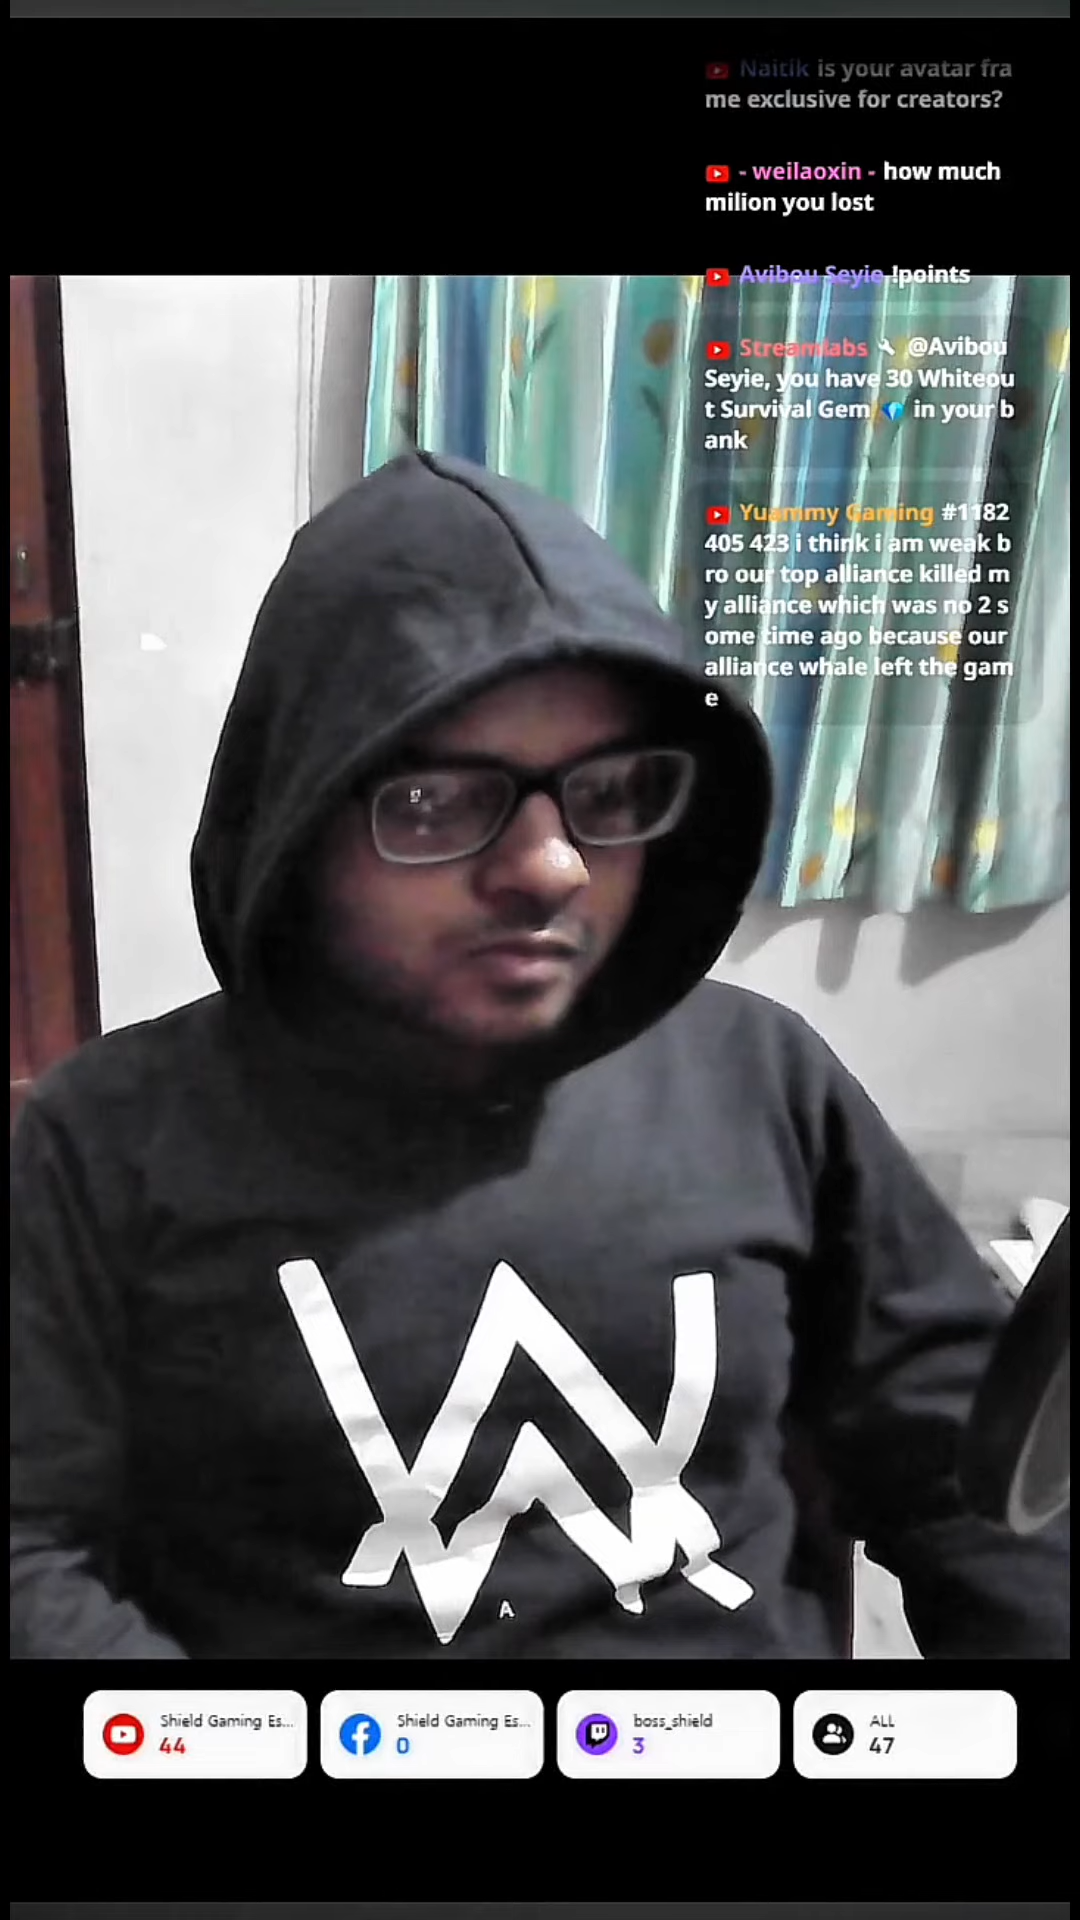 Naitik is your avatar fra
me exclusive for creators?
- weilaoxin - how much
milion you lost
Avibou Seyie !points
Streamlabs @Avibou
Seyie, you have 30 Whiteou
t Survival Gem 💎 in your b
ank
Yuammy Gaming #1182
405 423 i think i am weak b
ro our top alliance killed m
y alliance which was no 2 s
ome time ago because our
alliance whale left the gam
e
A
Shield Gaming Es...
44
Shield Gaming Es...
0
boss_shield
3
ALL
47